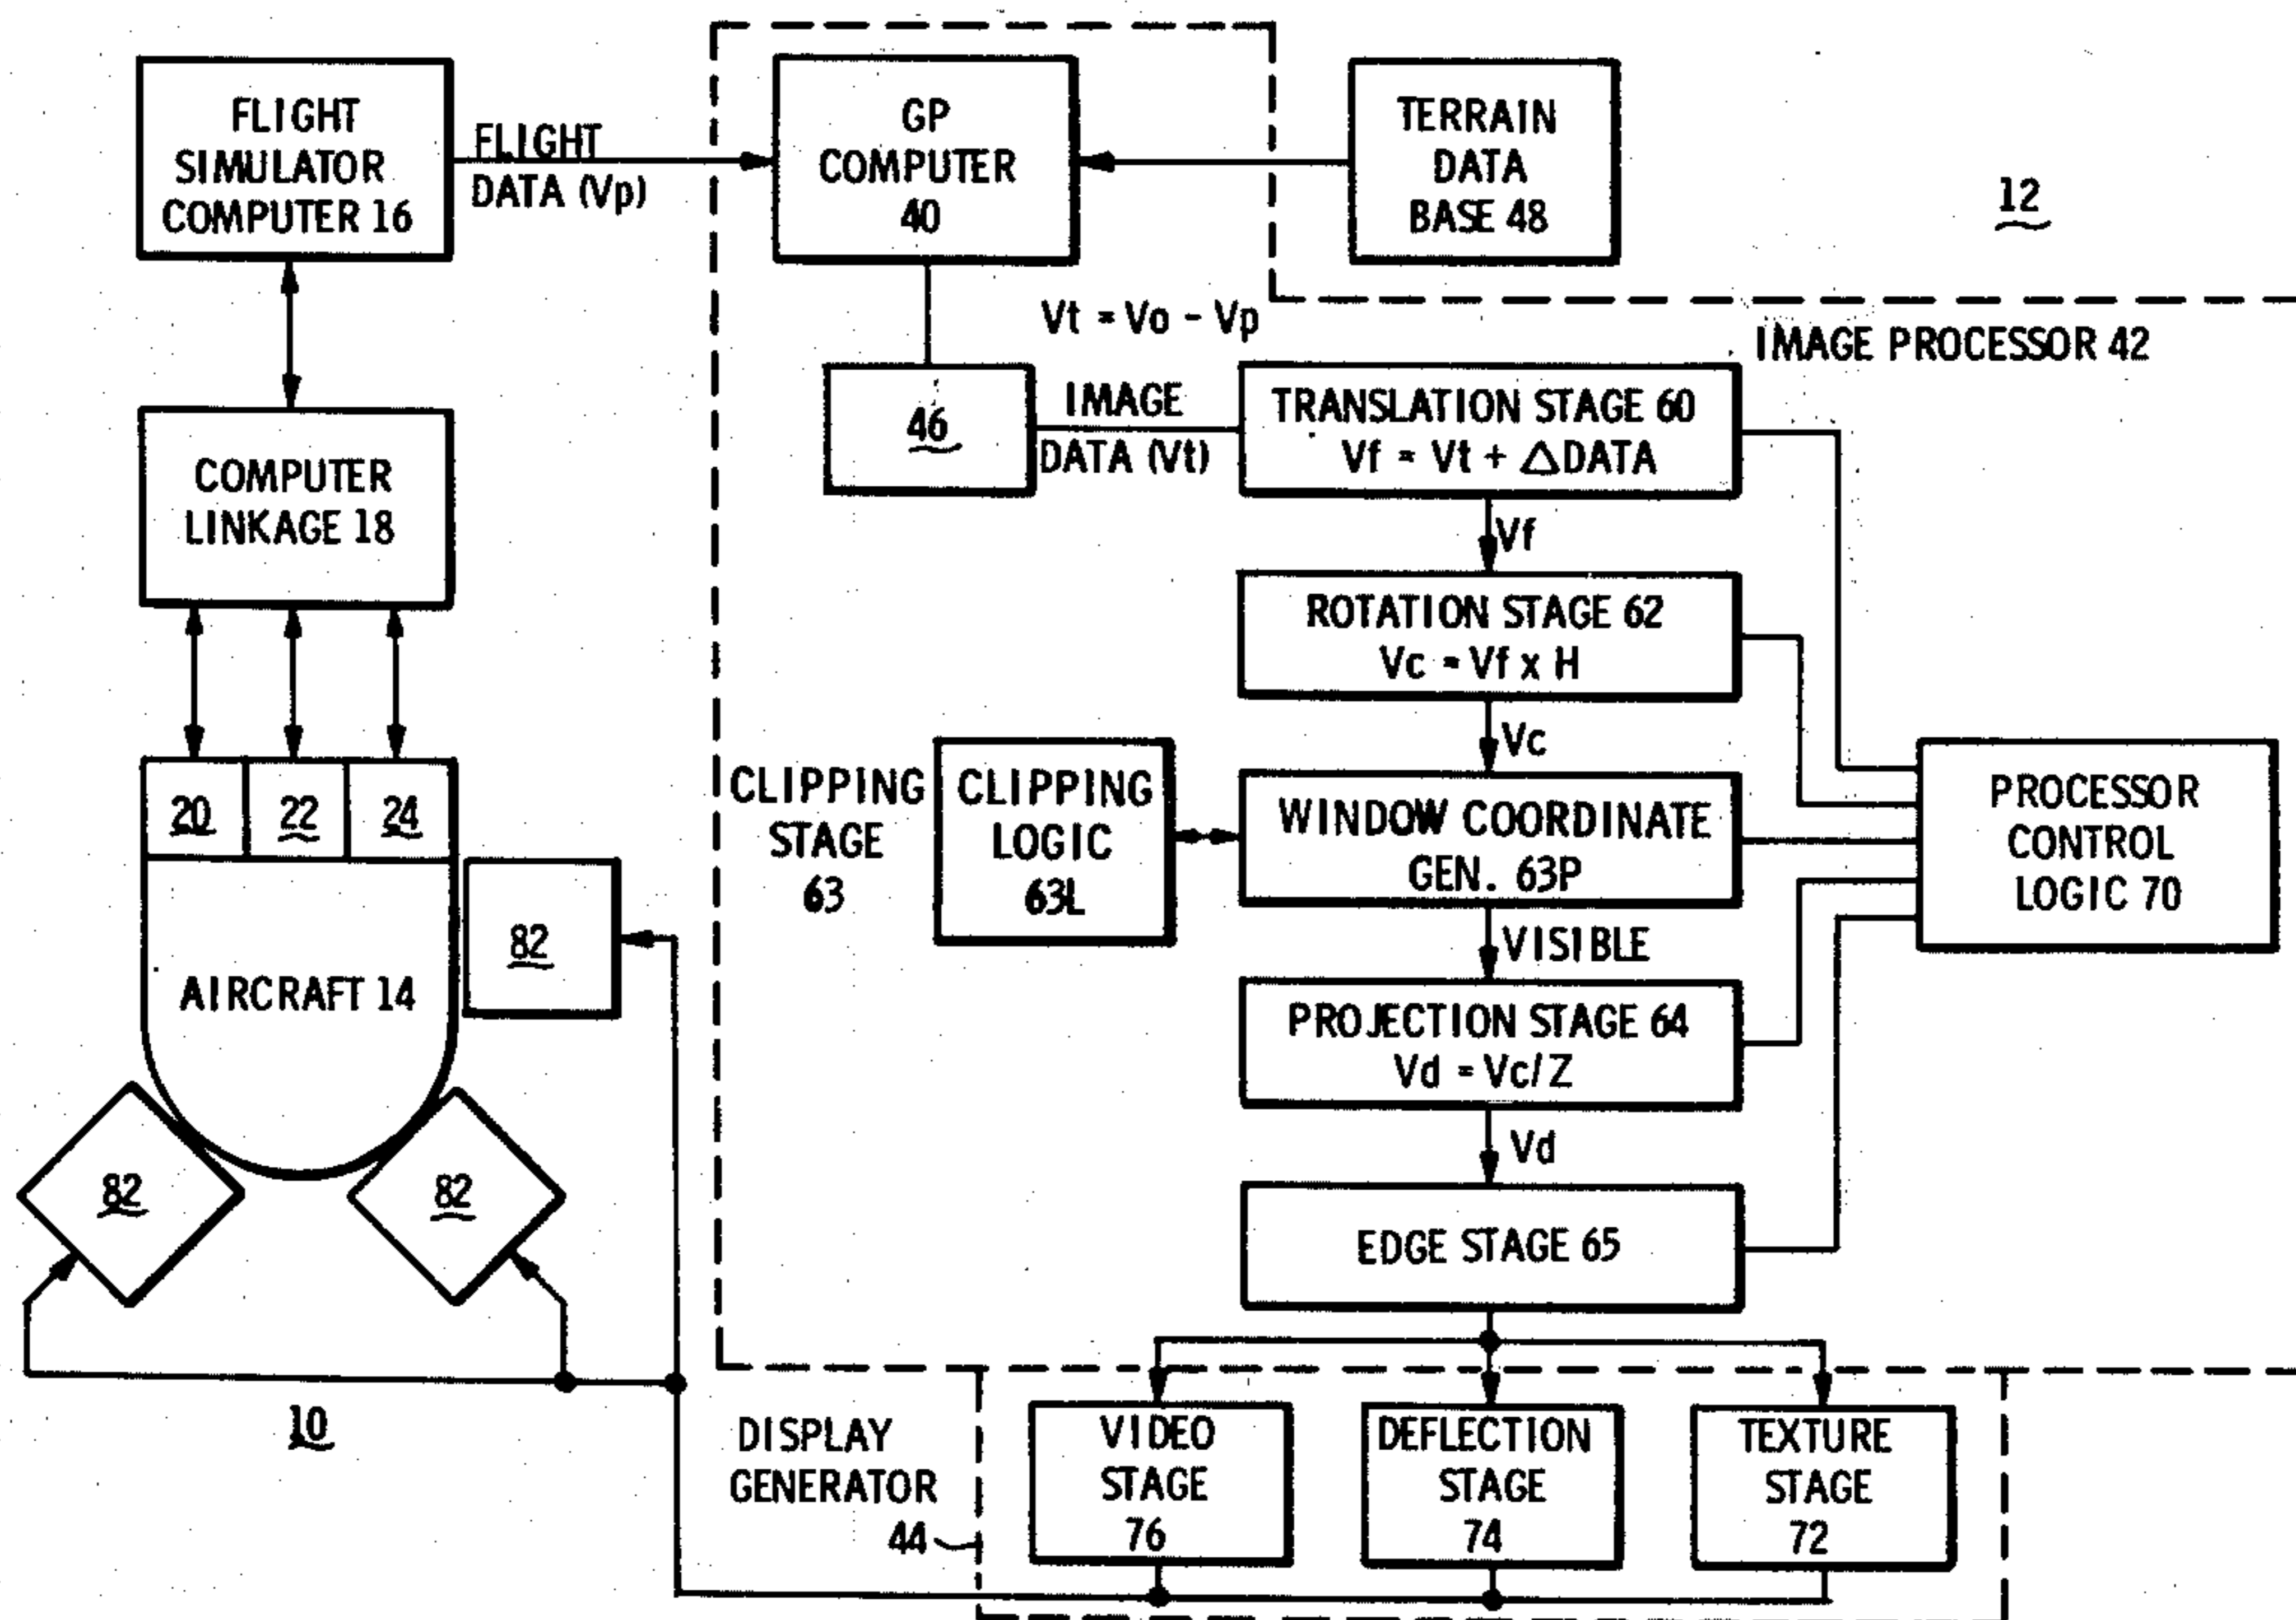 FLIGHT
SIMULATOR
COMPUTER 16
FLIGHT
DATA (Vp)
GP
COMPUTER
40
TERRAIN
DATA
BASE 48
12
Vt = Vo - Vp
IMAGE PROCESSOR 42
COMPUTER
LINKAGE 18
46
IMAGE
DATA (Vt)
TRANSLATION STAGE 60
Vf = Vt + ΔDATA
Vf
ROTATION STAGE 62
Vc = Vf x H
Vc
20
22
24
CLIPPING
STAGE
63
CLIPPING
LOGIC
63L
WINDOW COORDINATE
GEN. 63P
PROCESSOR
CONTROL
LOGIC 70
VISIBLE
AIRCRAFT 14
82
PROJECTION STAGE 64
Vd = Vc/Z
Vd
82
82
EDGE STAGE 65
10
DISPLAY
GENERATOR
44
VIDEO
STAGE
76
DEFLECTION
STAGE
74
TEXTURE
STAGE
72